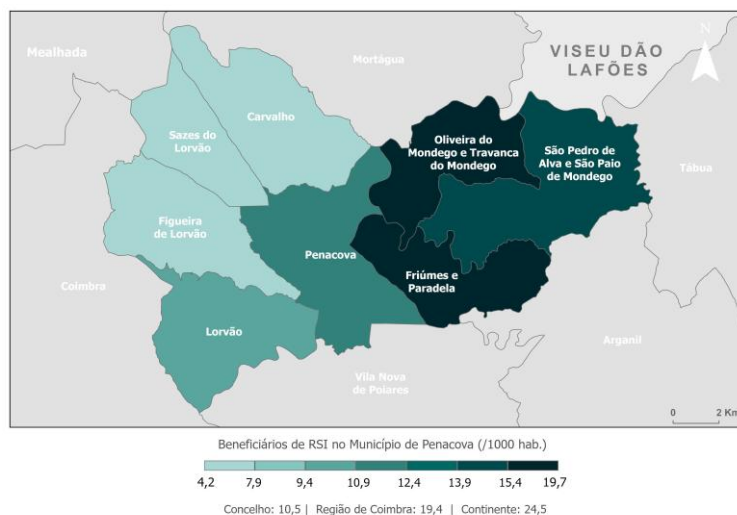 Mealhada
Mortágua
VISEU DÃO
LAFÕES
N
Carvalho
Sazes do
Lorvão
Oliveira do
Mondego e Travanca
do Mondego
São Pedro de
Alva e São Paio
de Mondego
Tábua
Figueira
de Lorvão
Penacova
Friúmes e
Paradela
Coimbra
Lorvão
Arganil
Vila Nova
de Poiares
0 2 Km
Beneficiários de RSI no Município de Penacova (/1000 hab.)
4,2 7,9 9,4 10,9 12,4 13,9 15,4 19,7
Concelho: 10,5 | Região de Coimbra: 19,4 | Continente: 24,5